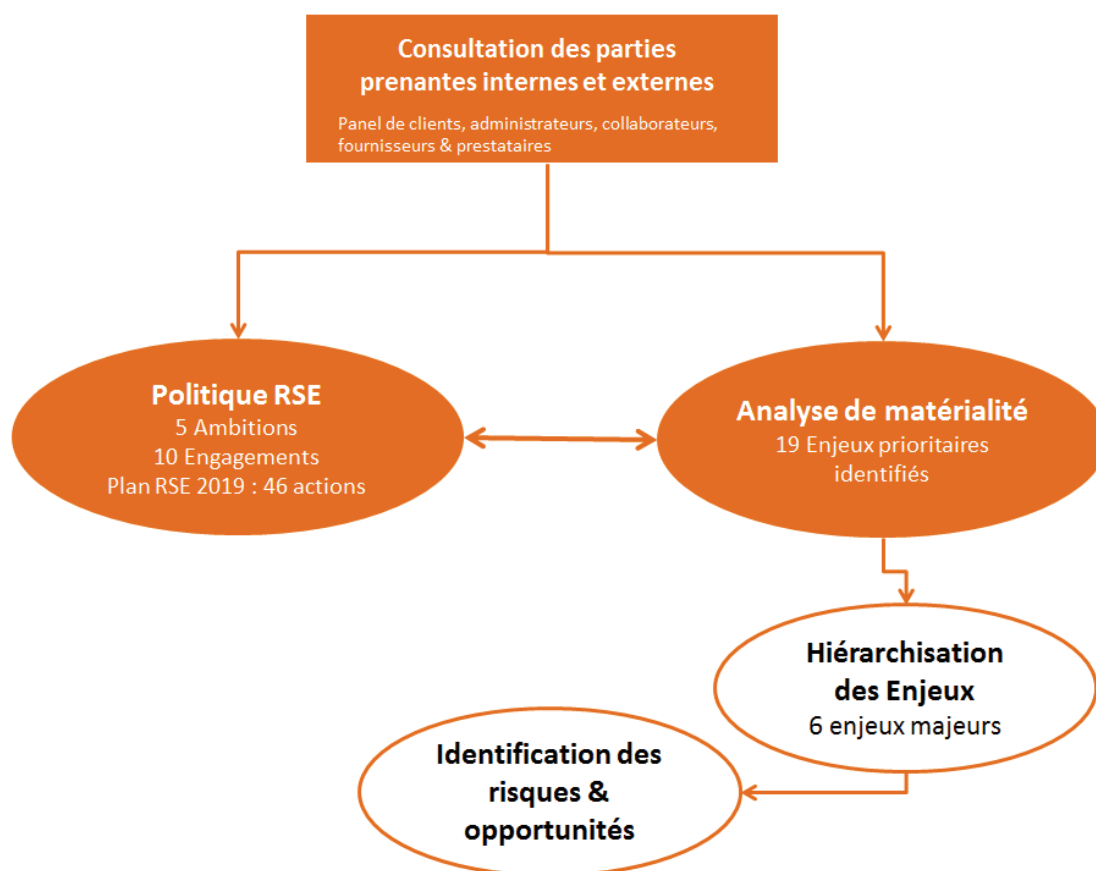 Consultation des parties
prenantes internes et externes
Panel de clients, administrateurs, collaborateurs,
fournisseurs & prestataires
Politique RSE
5 Ambitions
10 Engagements
Plan RSE 2019 : 46 actions
Analyse de matérialité
19 Enjeux prioritaires
identifiés
Hiérarchisation
des Enjeux
6 enjeux majeurs
Identification des
risques &
opportunités